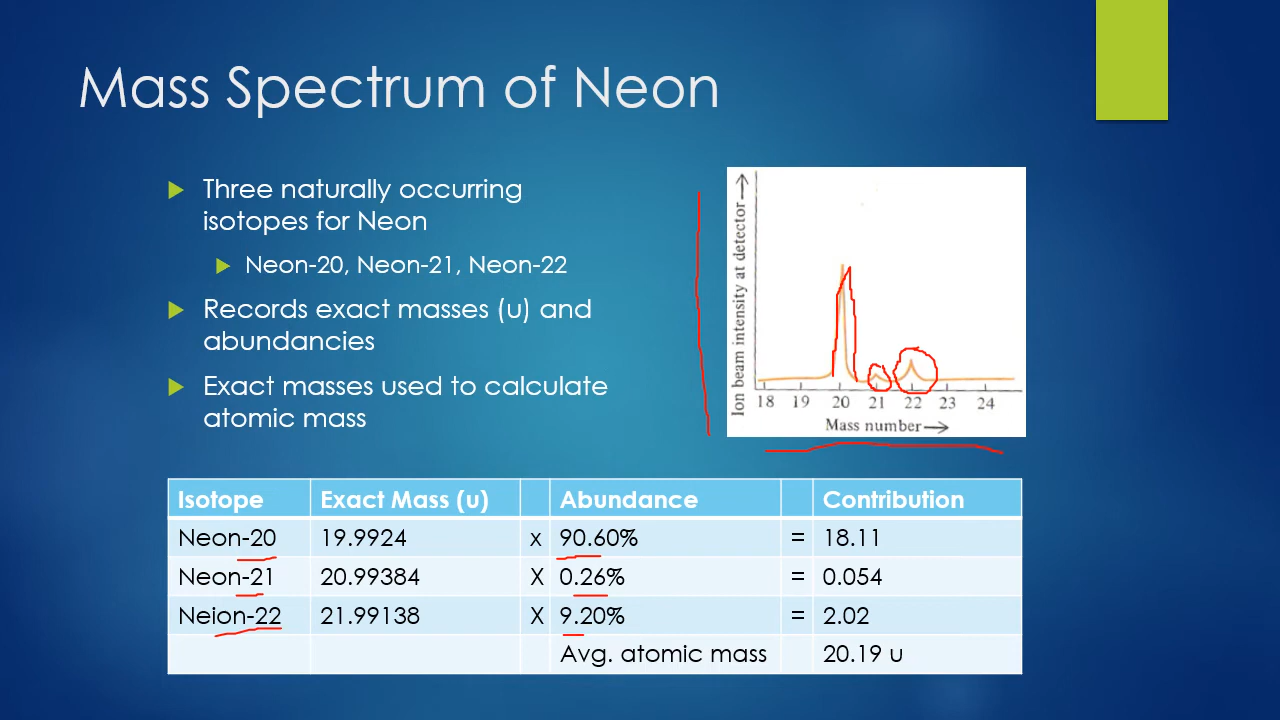 Mass Spectrum of Neon
Three naturally occurring
isotopes for Neon
Neon-20, Neon-21, Neon-22
Records exact masses (u) and
abundancies
Exact masses used to calculate
atomic mass
Ion beam intensity at detector
18 19 20 21 22 23 24
Mass number
Isotope Exact Mass (u) Abundance Contribution
Neon-20 19.9924 x 90.60% = 18.11
Neon-21 20.99384 X 0.26% = 0.054
Neion-22 21.99138 X 9.20% = 2.02
Avg. atomic mass 20.19 u